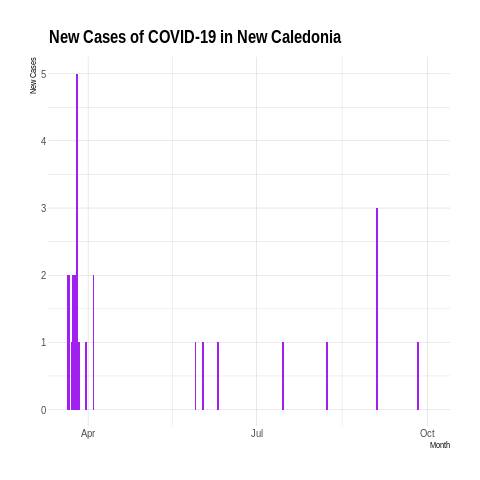 New Cases of COVID-19 in New Caledonia
New Cases
5
4
3
2
1
0
Apr
Jul
Oct
Month